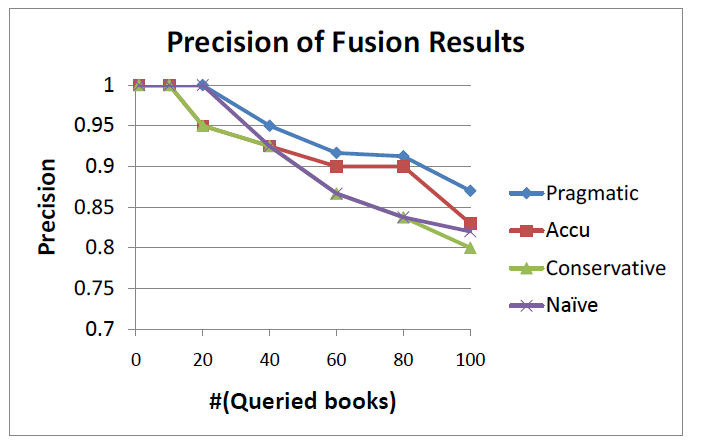 Precision of Fusion Results
Precision
1
0.95
0.9
0.85
0.8
0.75
0.7
0 20 40 60 80 100
#(Queried books)
Pragmatic
Accu
Conservative
Naïve